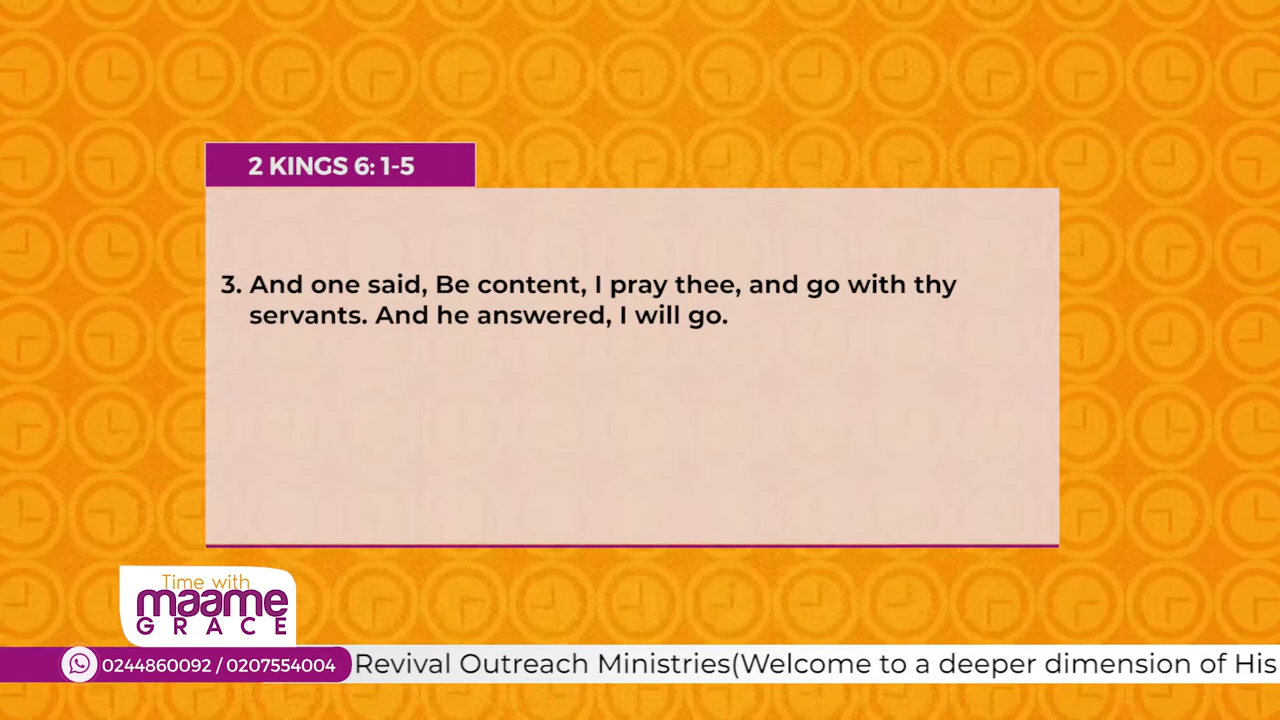 2 KINGS 6: 1-5
3. And one said, Be content, I pray thee, and go with thy
servants. And he answered, I will go.
Time with
maame
GRACE
0244860092 / 0207554004
Revival Outreach Ministries(Welcome to a deeper dimension of His